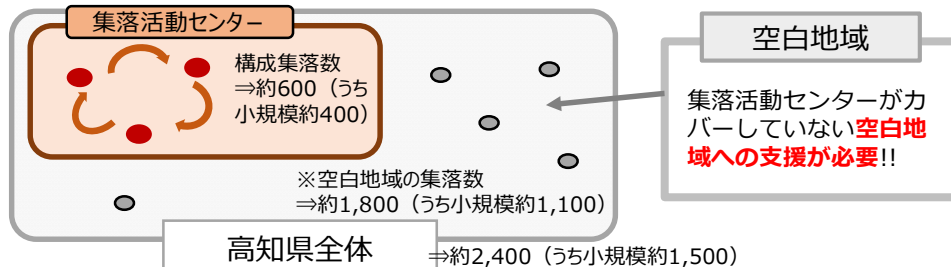 集落活動センター
構成集落数
⇒約600（うち
小規模約400）
空白地域
集落活動センターがカ
バーしていない空白地
域への支援が必要!!
※空白地域の集落数
⇒約1,800（うち小規模約1,100）
高知県全体
⇒約2,400（うち小規模約1,500）